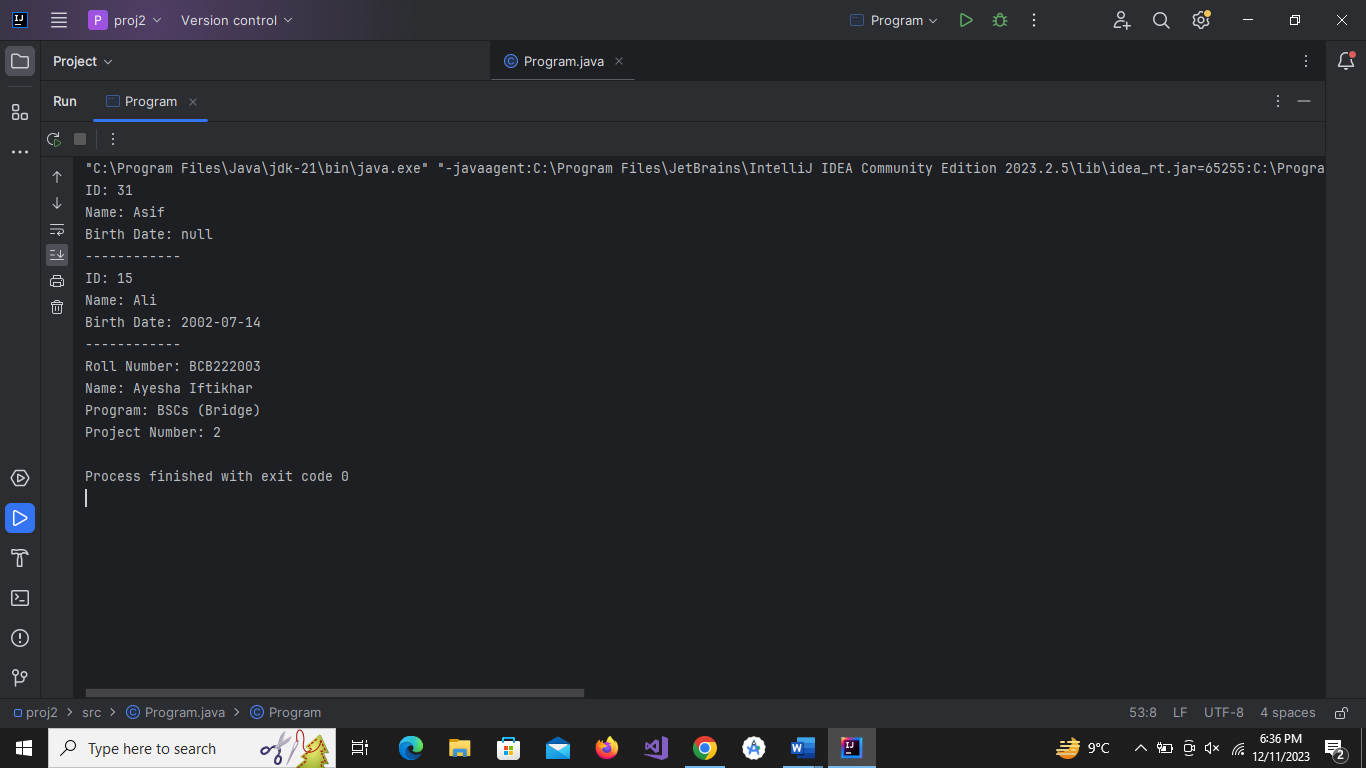 P proj2 Version control Program
Project Program.java
Run Program
"C:\Program Files\Java\jdk-21\bin\java.exe" "-javaagent:C:\Program Files\JetBrains\IntelliJ IDEA Community Edition 2023.2.5\lib\idea_rt.jar=65255:C:\Progra
ID: 31
Name: Asif
Birth Date: null
------------
ID: 15
Name: Ali
Birth Date: 2002-07-14
------------
Roll Number: BCB222003
Name: Ayesha Iftikhar
Program: BSCs (Bridge)
Project Number: 2
Process finished with exit code 0
proj2 > src > Program.java > Program 53:8 LF UTF-8 4 spaces
Type here to search 9°C 6:36 PM
12/11/2023 2